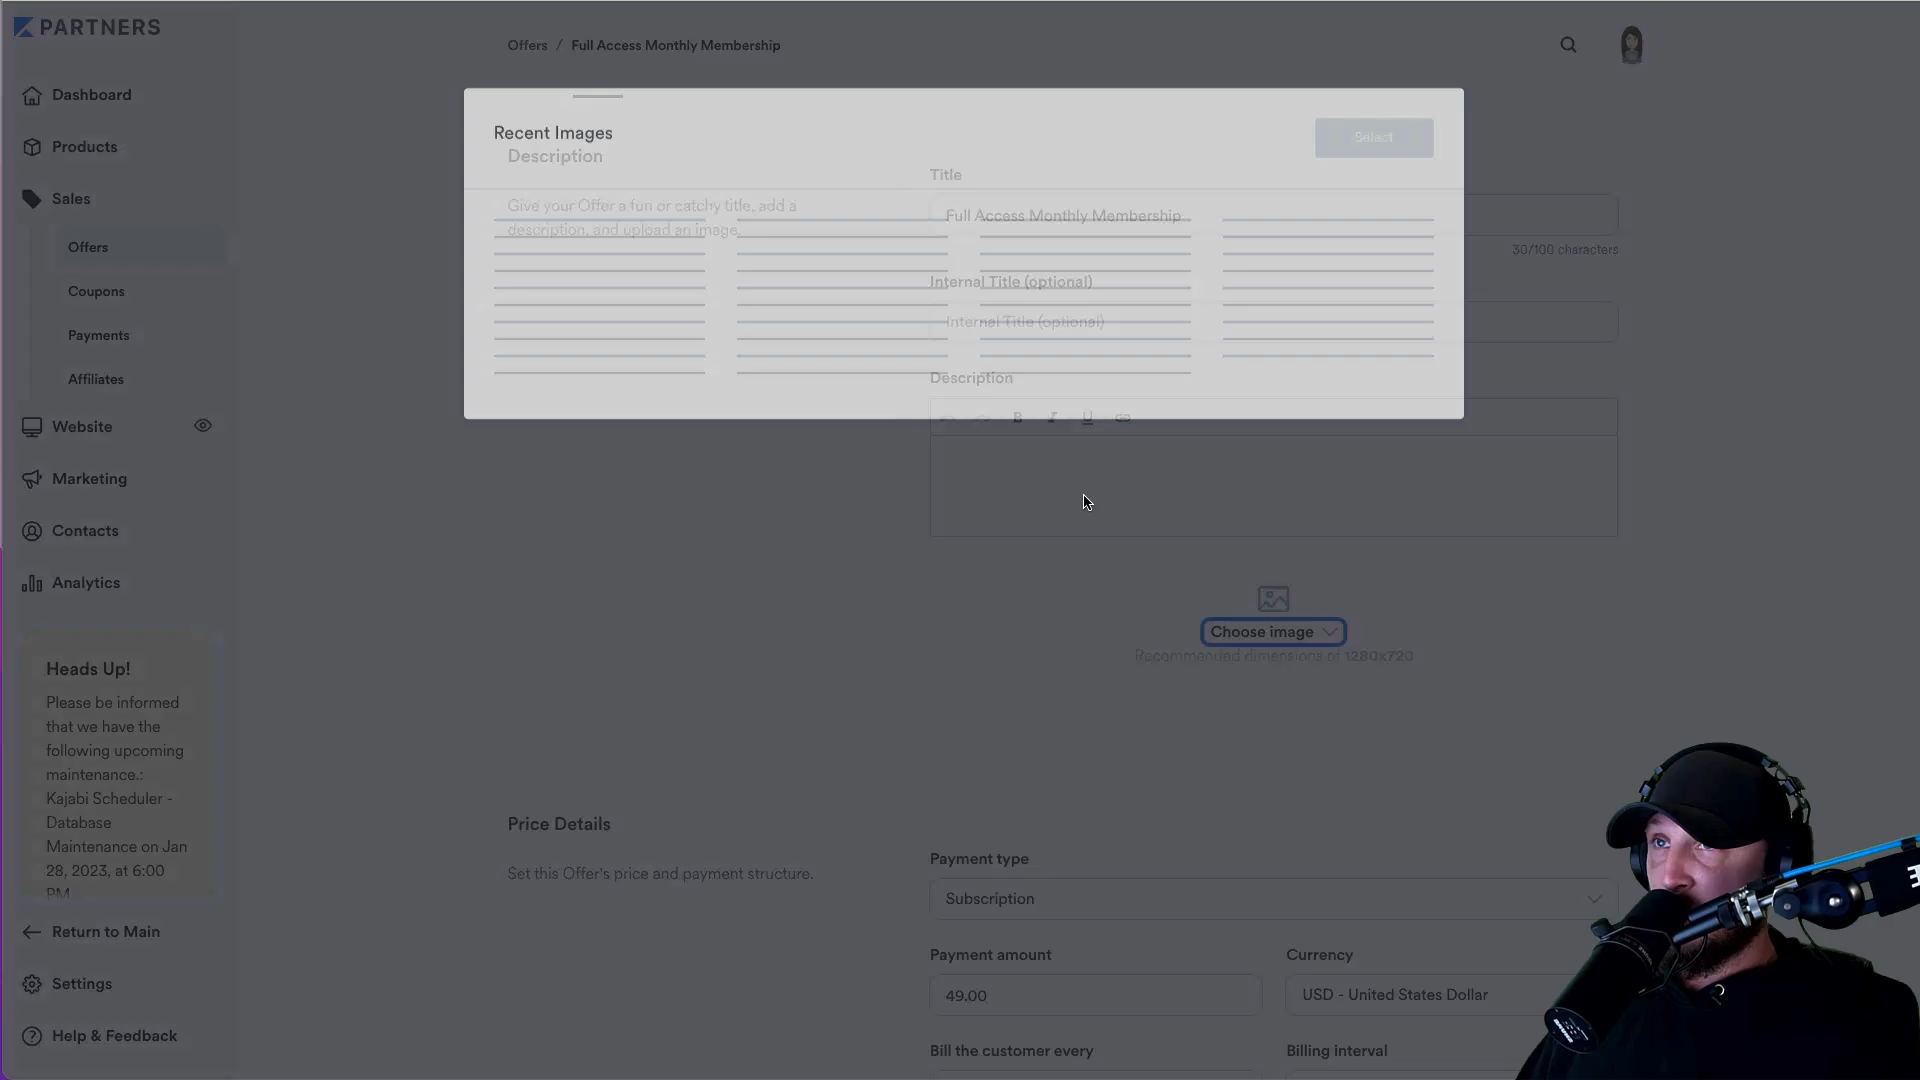 PARTNERS
Dashboard
Products
Sales
Offers
Coupons
Payments
Affiliates
Website
Marketing
Contacts
Analytics
Heads Up!
Please be informed
that we have the
following upcoming
maintenance.:
Kajabi Scheduler -
Database
Maintenance on Jan
28, 2023, at 6:00
PM
Return to Main
Settings
Help & Feedback
Offers / Full Access Monthly Membership
Recent Images
Select
Description
Give your Offer a fun or catchy title, add a
description, and upload an image.
Title
Full Access Monthly Membership
30/100 characters
Internal Title (optional)
Internal Title (optional)
Description
B I U
Choose image
Recommended dimensions of 1280x720
Price Details
Set this Offer's price and payment structure.
Payment type
Subscription
Payment amount
49.00
Currency
USD - United States Dollar
Bill the customer every
Billing interval